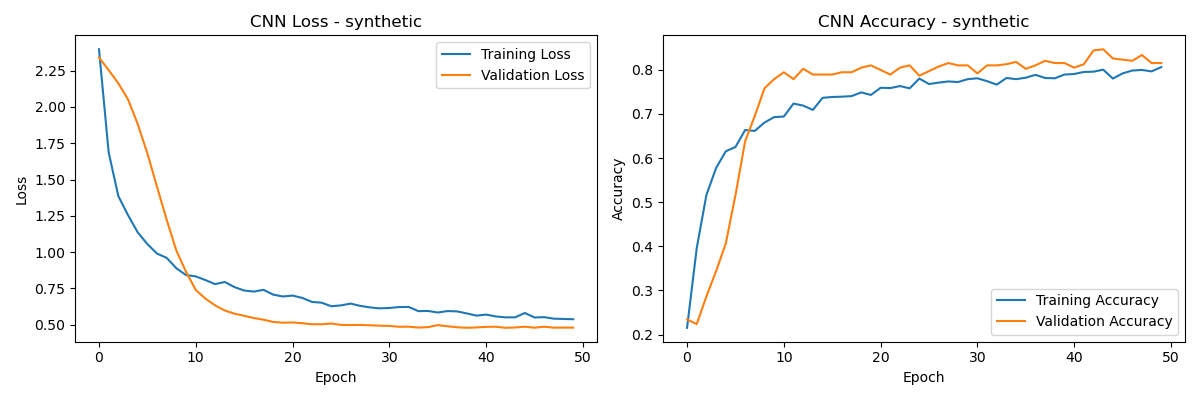 CNN Loss - synthetic
Training Loss
Validation Loss
2.25
2.00
1.75
1.50
1.25
1.00
0.75
0.50
Loss
0 10 20 30 40 50
Epoch
CNN Accuracy - synthetic
0.8
0.7
0.6
0.5
0.4
0.3
0.2
Accuracy
Training Accuracy
Validation Accuracy
0 10 20 30 40 50
Epoch